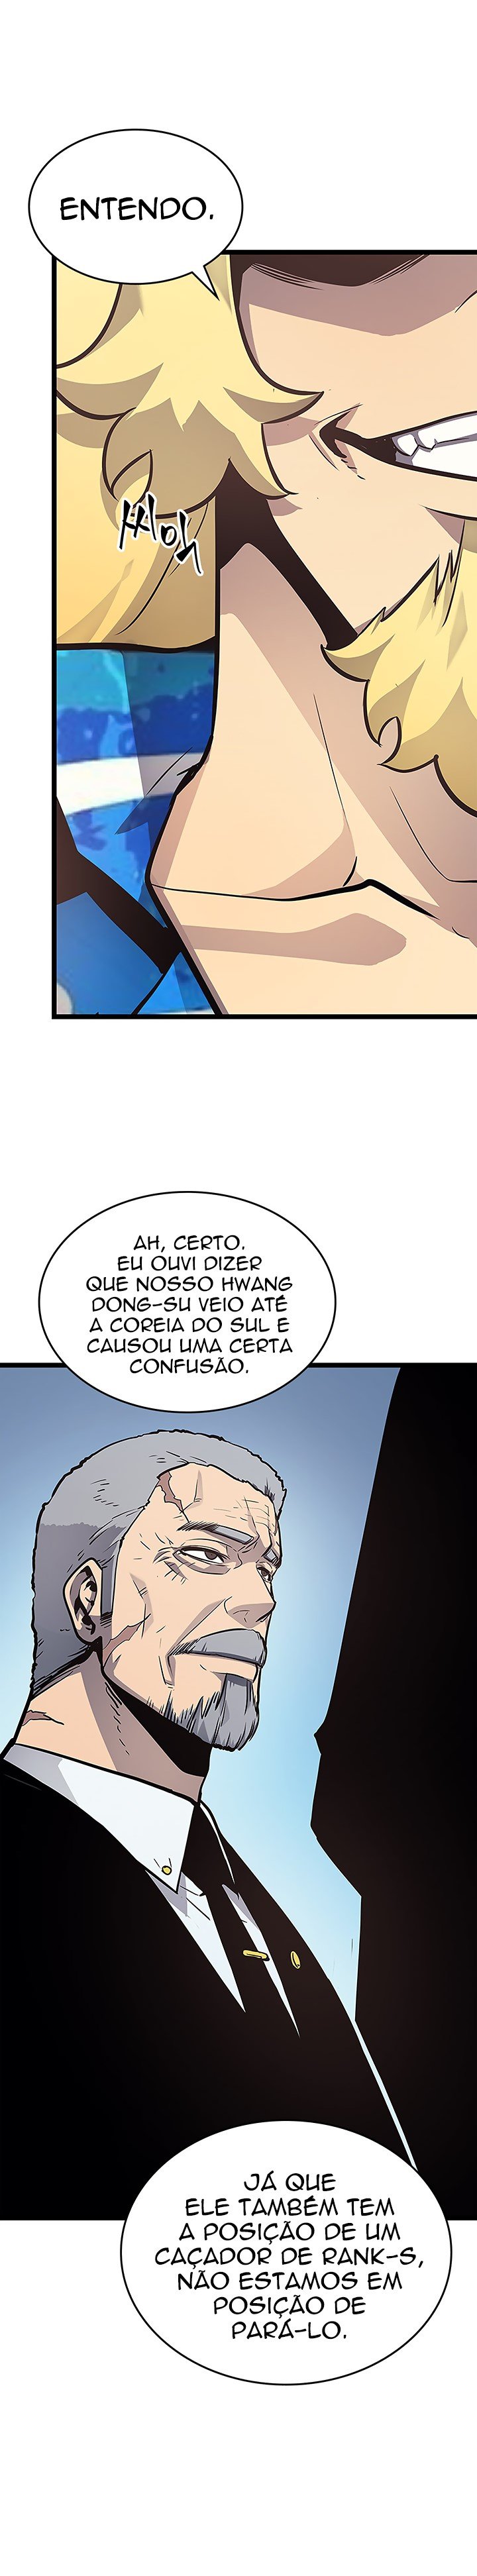 ENTENDO.
AH, CERTO.
EU OUVI DIZER
QUE NOSSO HWANG
DONG-SU VEIO ATÉ
A COREIA DO SUL E
CAUSOU UMA CERTA
CONFUSÃO.
JÁ QUE
ELE TAMBÉM TEM
A POSIÇÃO DE UM
CAÇADOR DE RANK-S,
NÃO ESTAMOS EM
POSIÇÃO DE
PARÁ-LO.